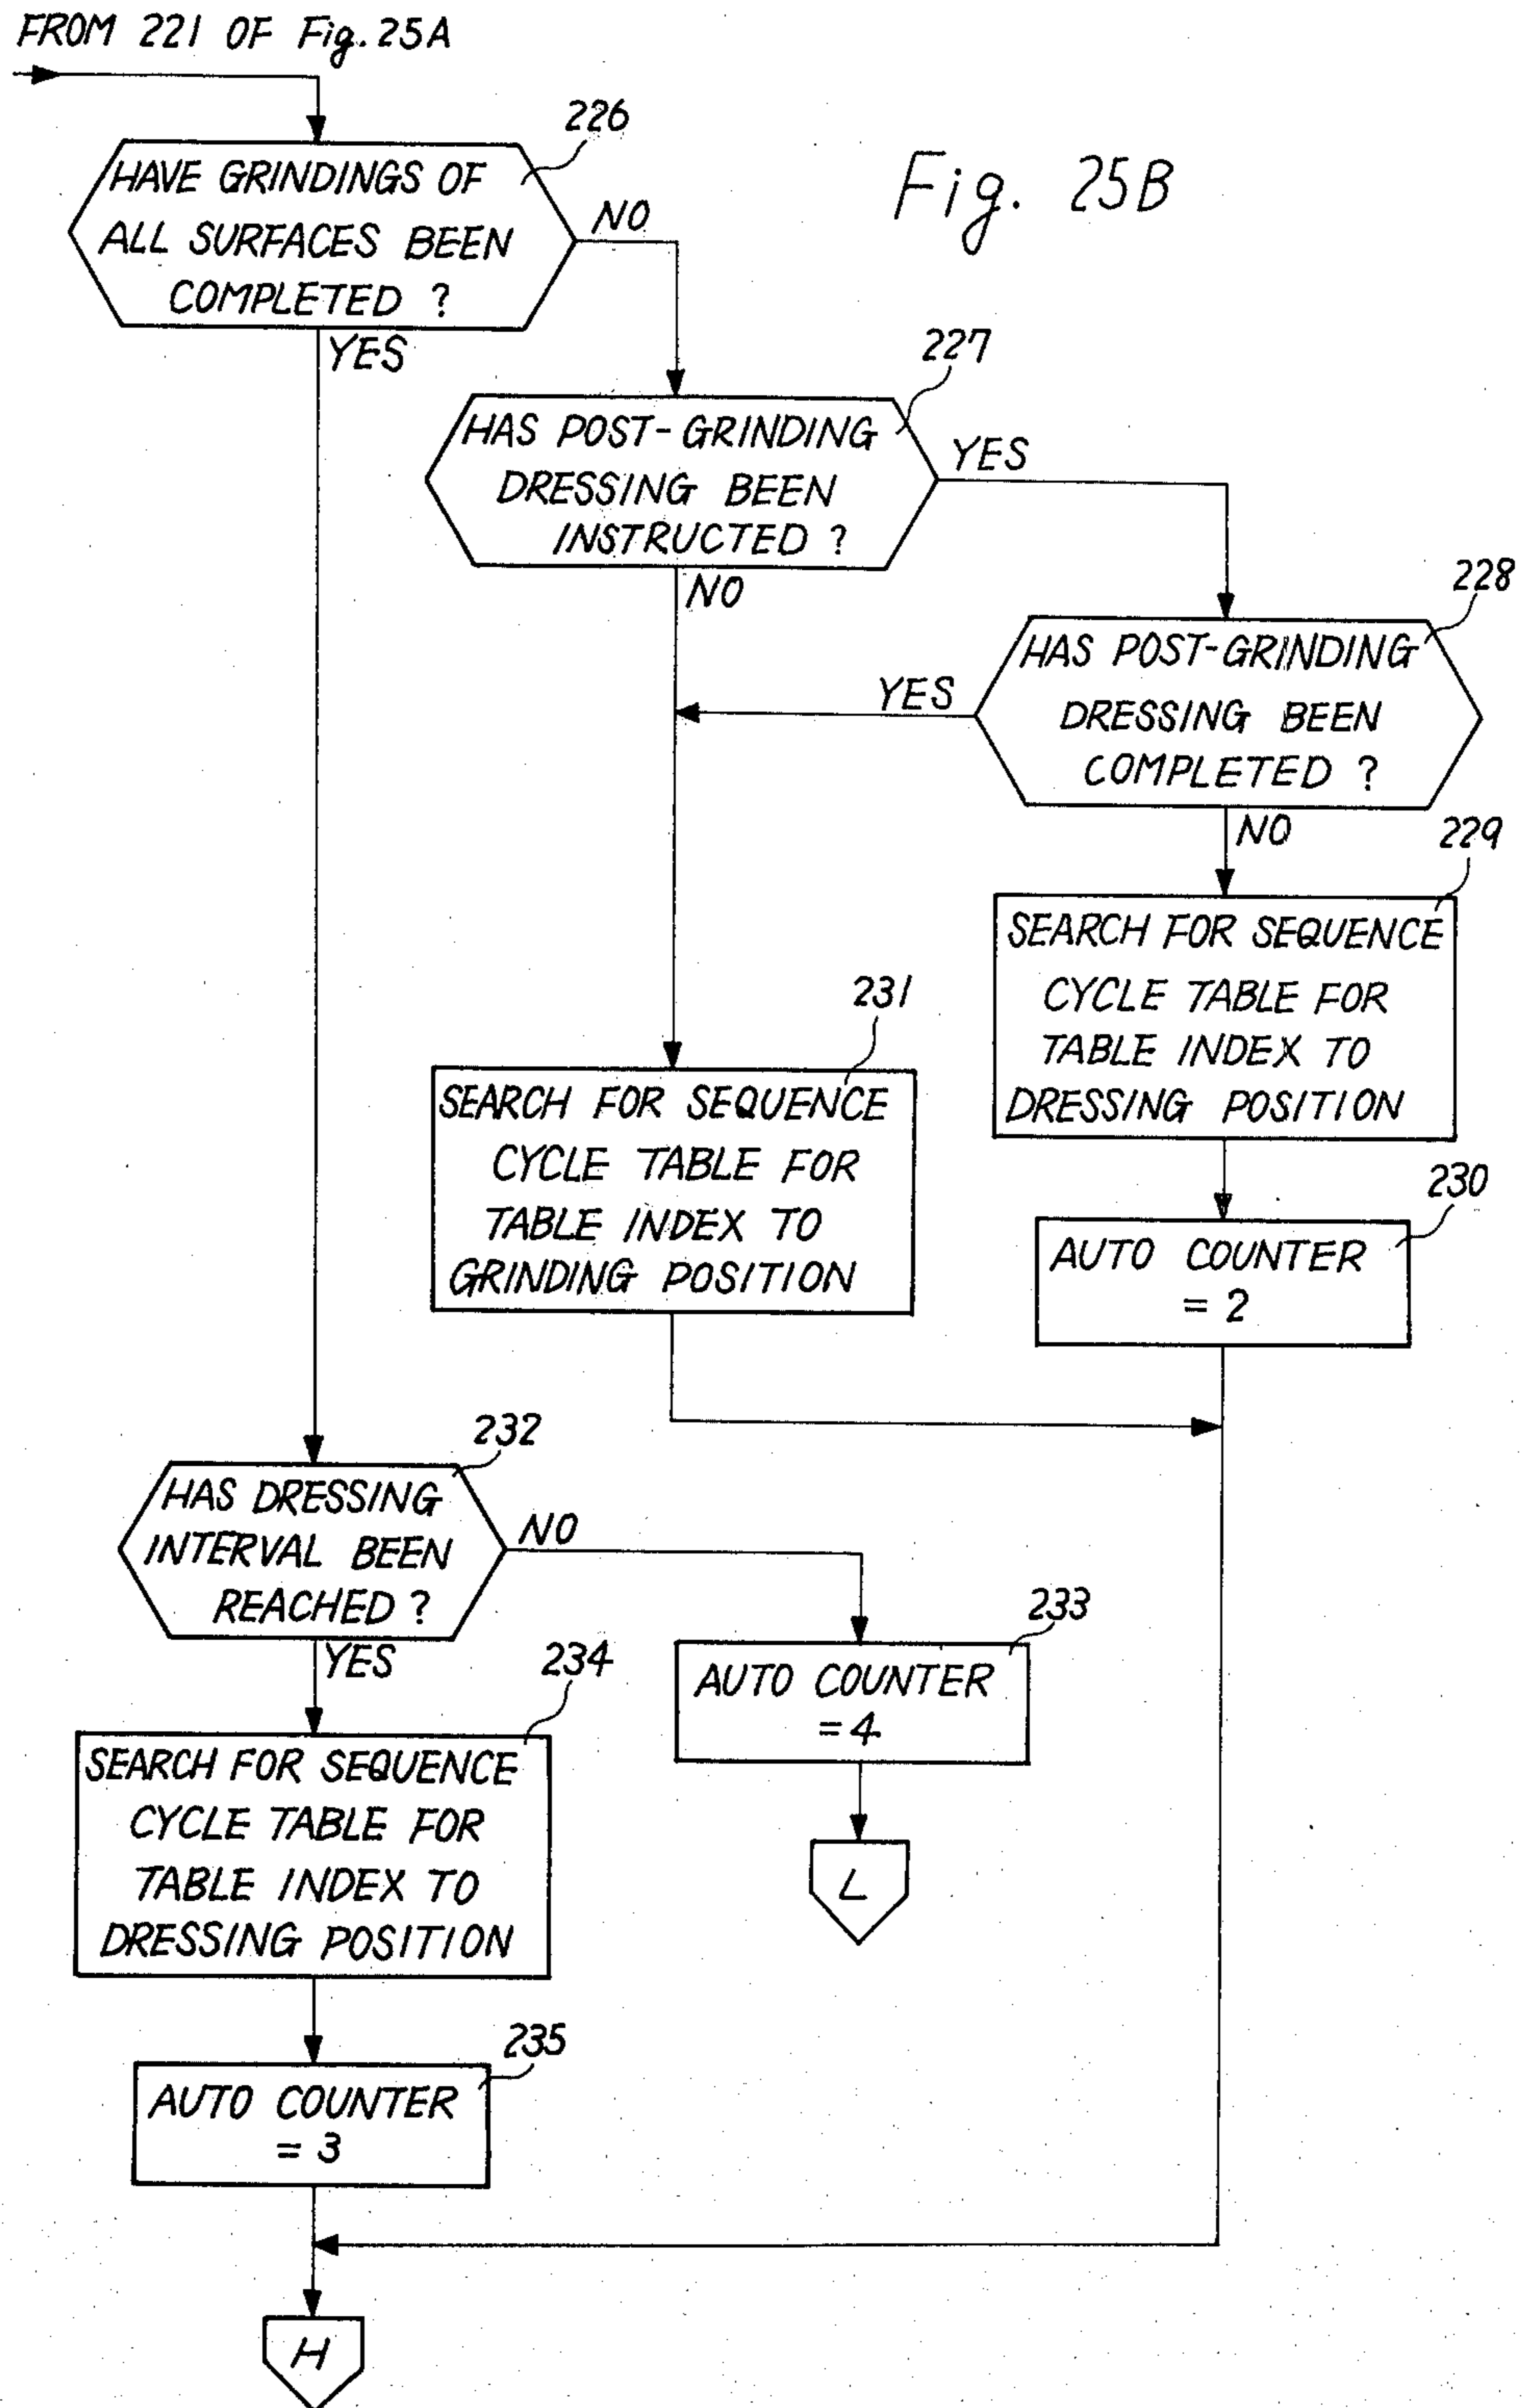 FROM 221 OF Fig. 25A
Fig. 25B
226
HAVE GRINDINGS OF
ALL SURFACES BEEN
COMPLETED ?
NO
YES
227
HAS POST-GRINDING
DRESSING BEEN
INSTRUCTED ?
YES
NO
228
HAS POST-GRINDING
DRESSING BEEN
COMPLETED ?
YES
NO
229
SEARCH FOR SEQUENCE
CYCLE TABLE FOR
TABLE INDEX TO
DRESSING POSITION
230
AUTO COUNTER
= 2
231
SEARCH FOR SEQUENCE
CYCLE TABLE FOR
TABLE INDEX TO
GRINDING POSITION
232
HAS DRESSING
INTERVAL BEEN
REACHED ?
NO
YES
233
AUTO COUNTER
= 4
L
234
SEARCH FOR SEQUENCE
CYCLE TABLE FOR
TABLE INDEX TO
DRESSING POSITION
235
AUTO COUNTER
= 3
H